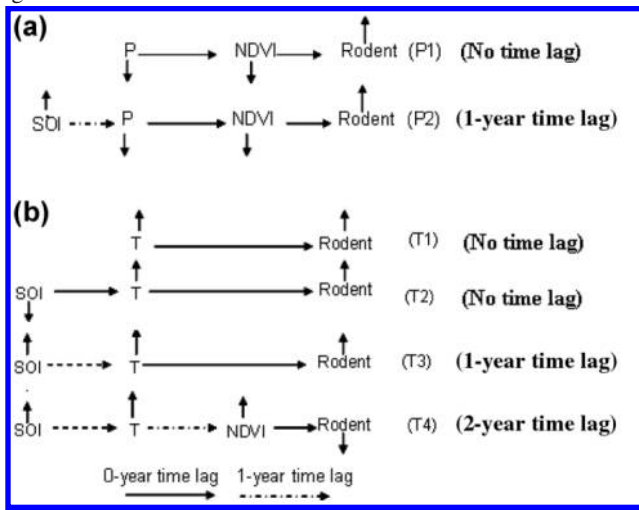 (a)
P NDVI Rodent (P1) (No time lag)
SOI P NDVI Rodent (P2) (1-year time lag)
(b)
T Rodent (T1) (No time lag)
SOI T Rodent (T2) (No time lag)
SOI T Rodent (T3) (1-year time lag)
SOI T NDVI Rodent (T4) (2-year time lag)
0-year time lag 1-year time lag